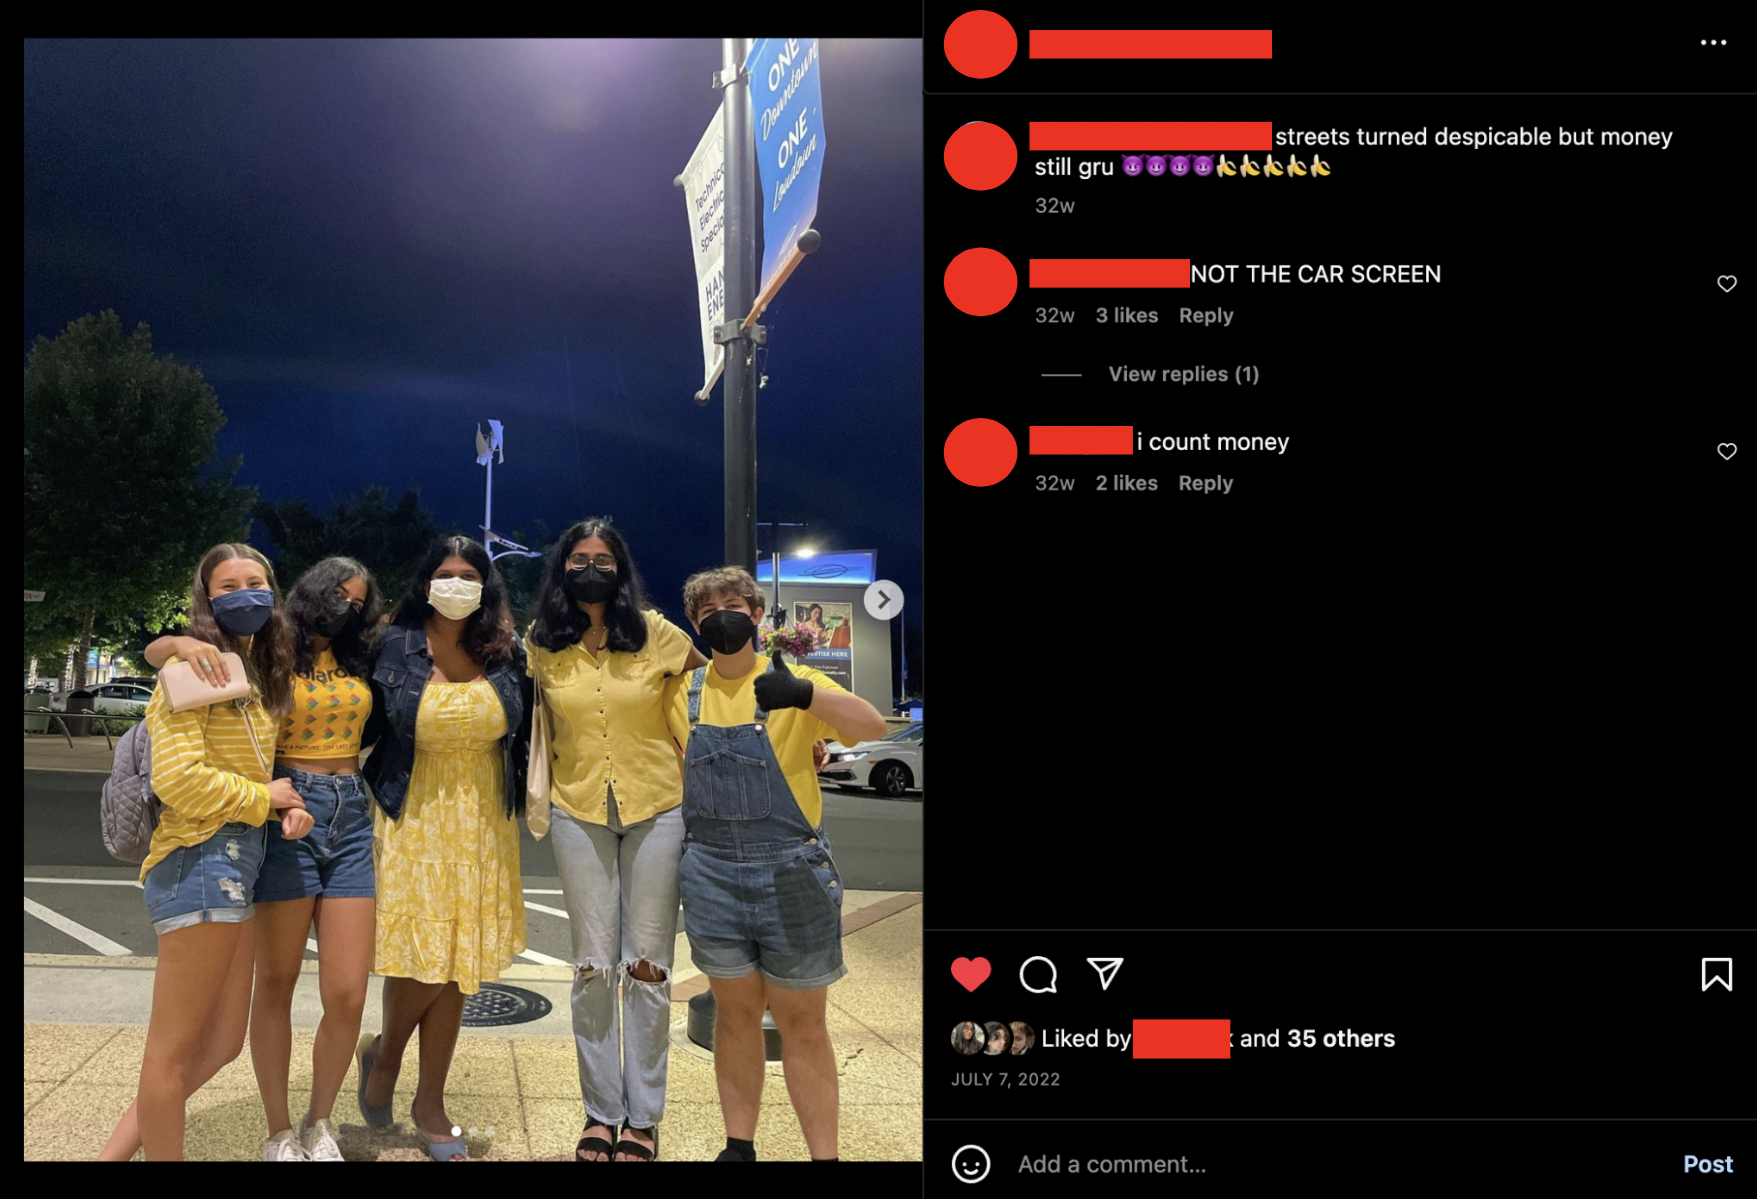 ONE
Downtown
ONE
Loudoun
Technica
Electric
Specia
HAN
ENE
RTISE HERE
streets turned despicable but money
still gru 😈😈😈😈🍌🍌🍌🍌🍌
32w
NOT THE CAR SCREEN
32w 3 likes Reply
View replies (1)
i count money
32w 2 likes Reply
Liked by and 35 others
JULY 7, 2022
Add a comment... Post